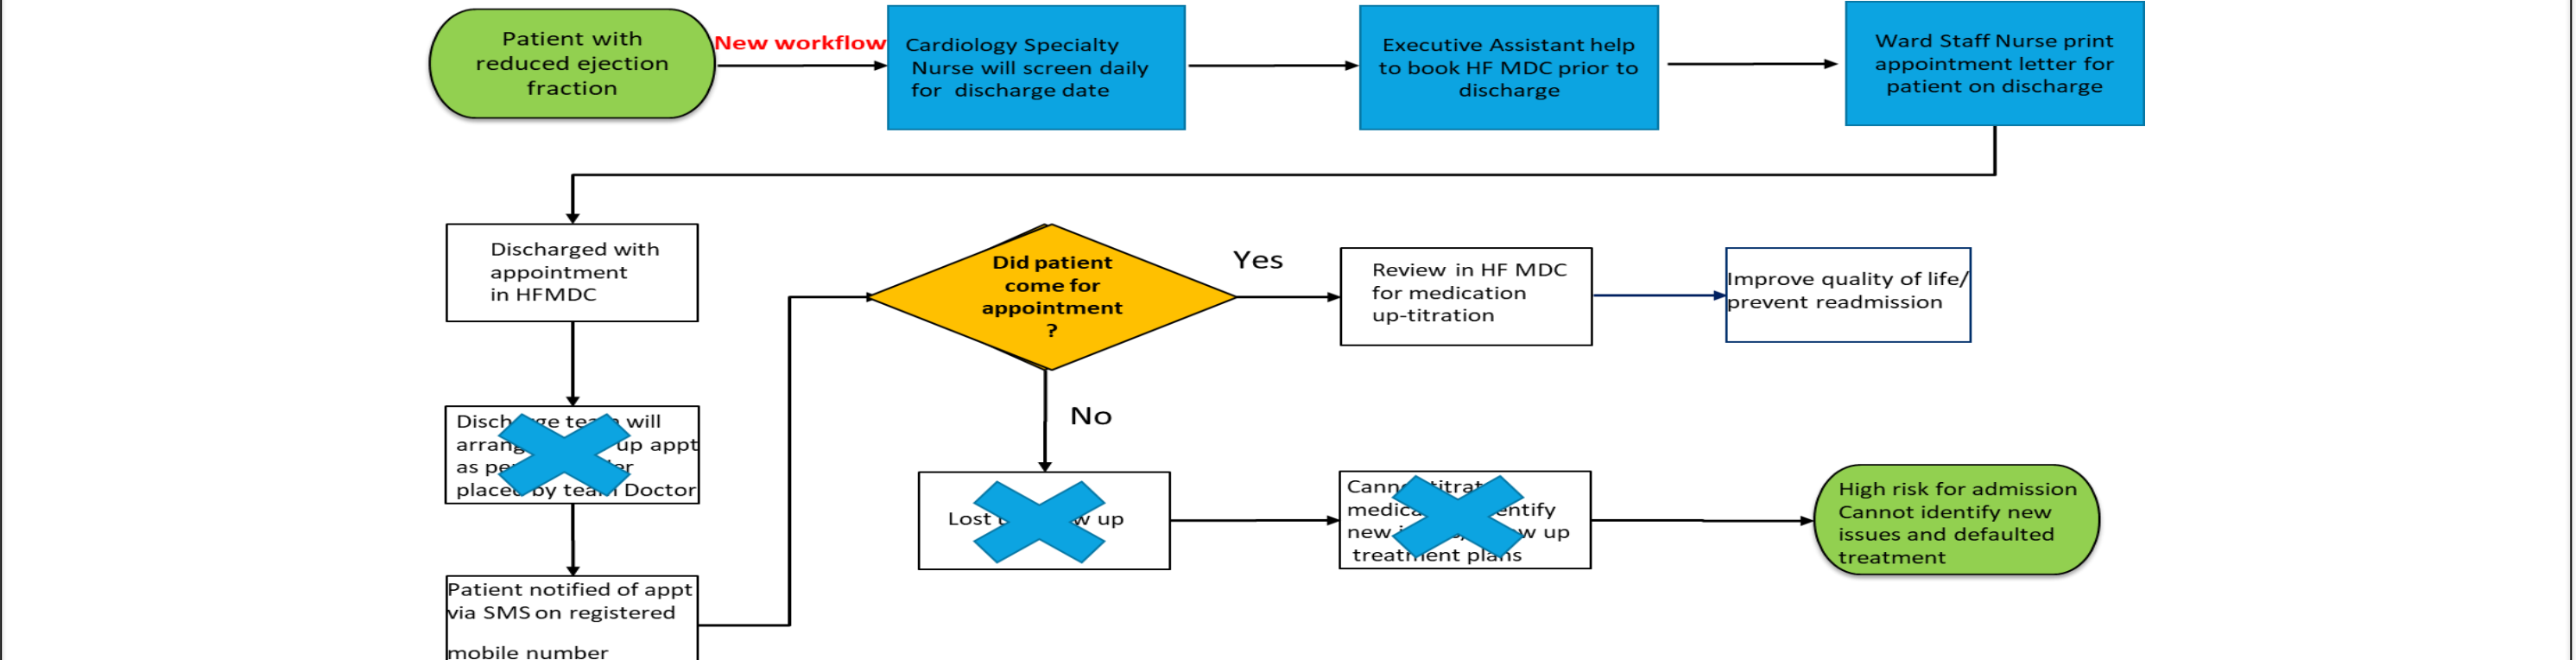 Patient with
reduced ejection
fraction
New workflow
Cardiology Specialty
Nurse will screen daily
for discharge date
Executive Assistant help
to book HF MDC prior to
discharge
Ward Staff Nurse print
appointment letter for
patient on discharge
Discharged with
appointment
in HFMDC
Did patient
come for
appointment
?
Yes
Review in HF MDC
for medication
up-titration
Improve quality of life/
prevent readmission
No
will
up appt
as
placed by team Doctor
Lost up
new up
treatment plans
High risk for admission
Cannot identify new
issues and defaulted
treatment
Patient notified of appt
via SMS on registered
mobile number